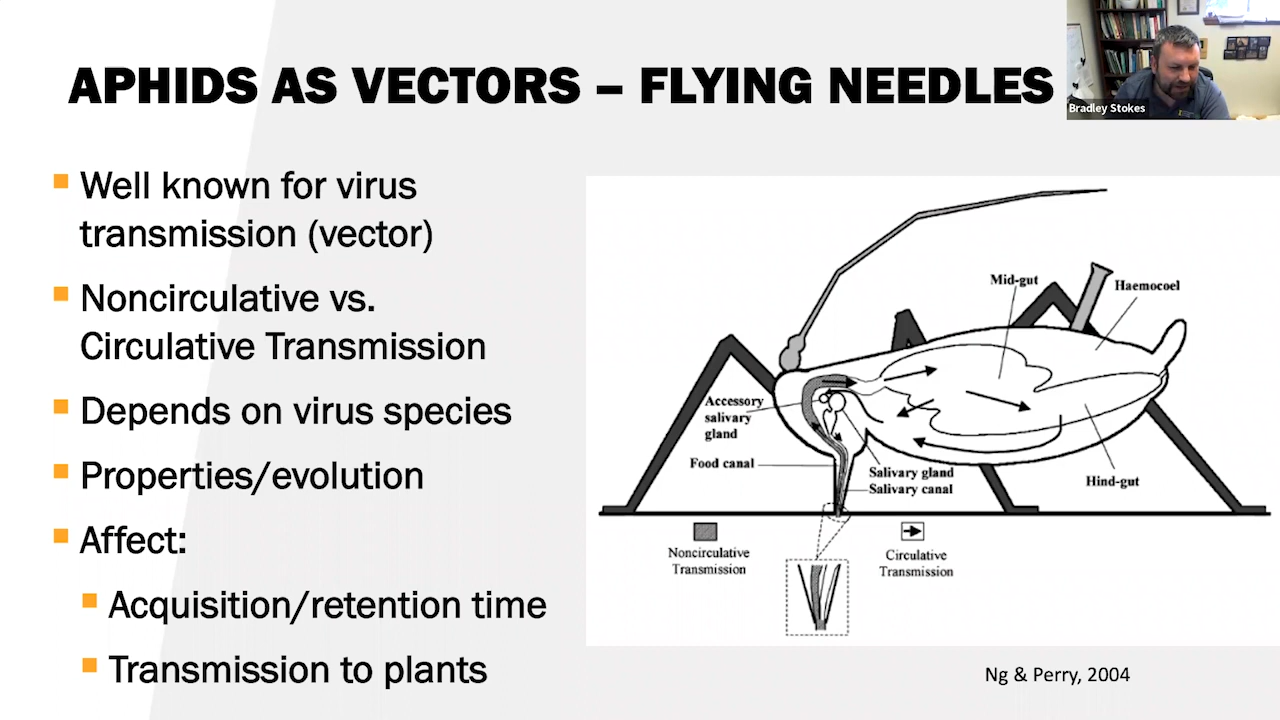 APHIDS AS VECTORS – FLYING NEEDLES
Bradley Stokes
Well known for virus
transmission (vector)
Noncirculative vs.
Circulative Transmission
Depends on virus species
Properties/evolution
Affect:
Acquisition/retention time
Transmission to plants
Mid-gut
Haemocoel
Accessory
salivary
gland
Food canal
Salivary gland
Salivary canal
Hind-gut
Noncirculative
Transmission
Circulative
Transmission
Ng & Perry, 2004